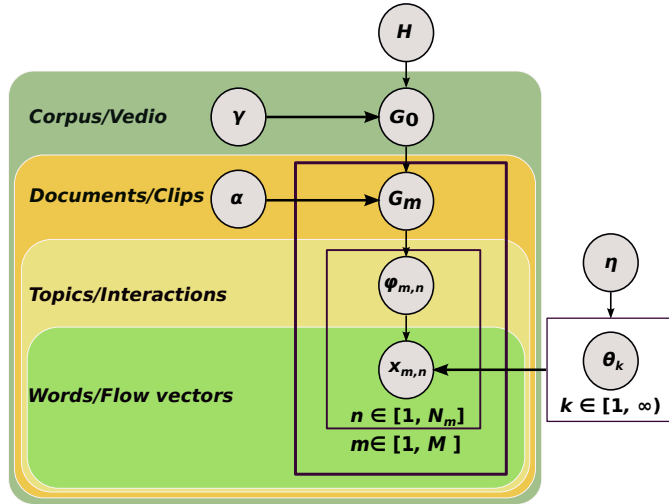 H
Corpus/Vedio
γ
G0
Documents/Clips
α
Gm
Topics/Interactions
φm,n
η
Words/Flow vectors
xm,n
θk
k ∈ [1, ∞)
n ∈ [1, Nm]
m∈ [1, M ]